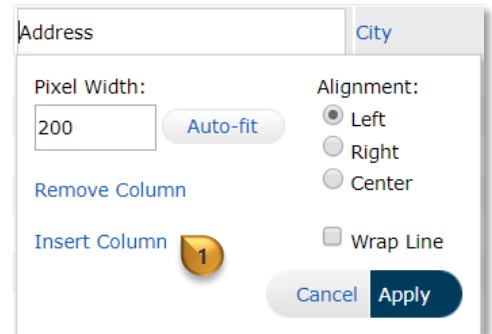 Address City
Pixel Width: Alignment:
200 Auto-fit Left
Right
Remove Column Center
Insert Column 1 Wrap Line
Cancel Apply